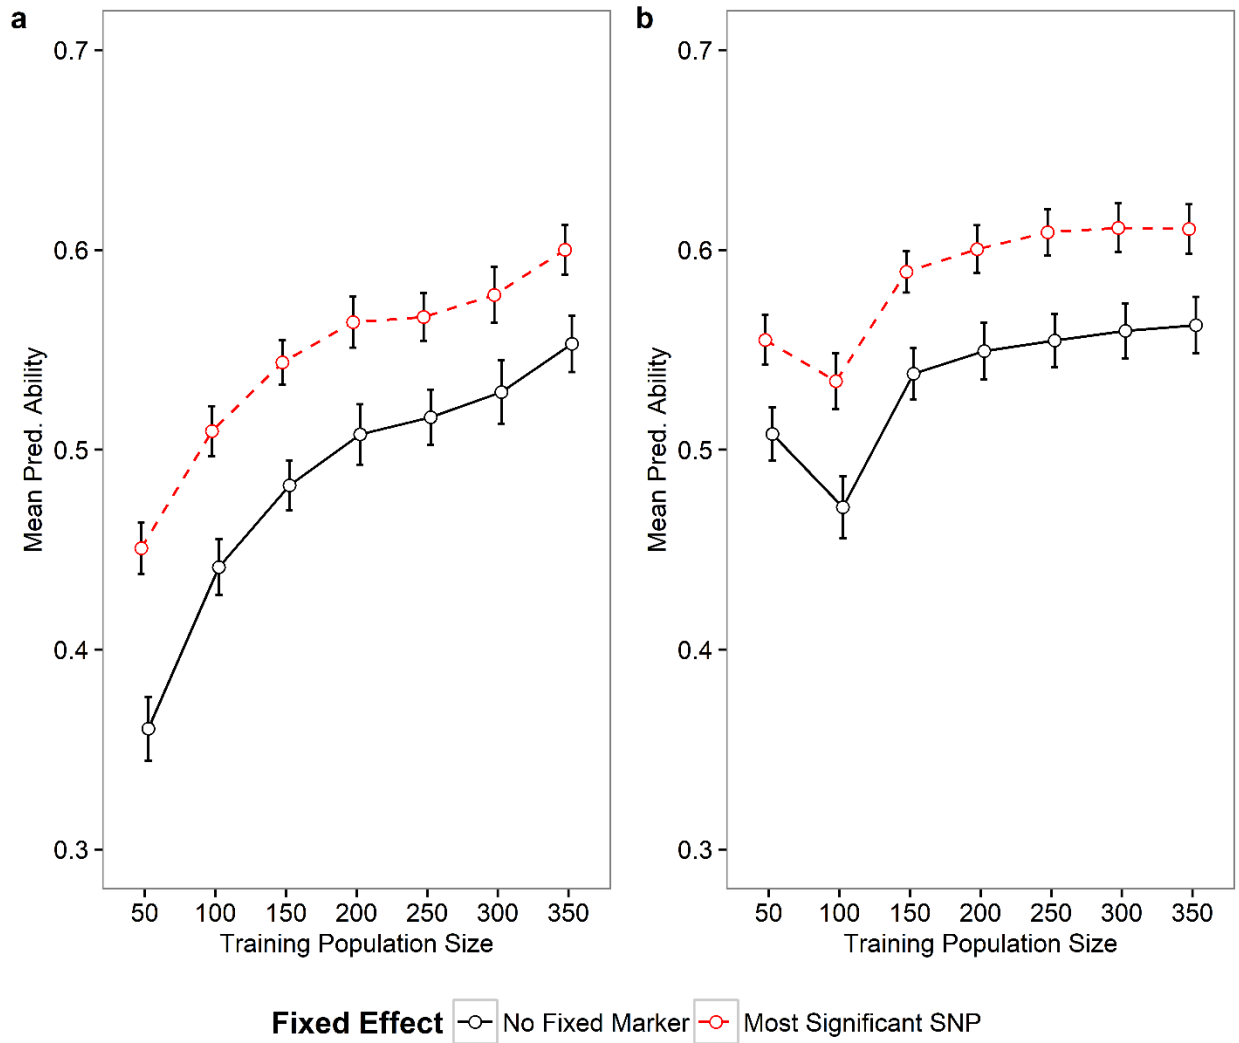 a
b
0.7
0.6
0.5
0.4
0.3
Mean Pred. Ability
50 100 150 200 250 300 350
Training Population Size
0.7
0.6
0.5
0.4
0.3
Mean Pred. Ability
50 100 150 200 250 300 350
Training Population Size
Fixed Effect No Fixed Marker Most Significant SNP